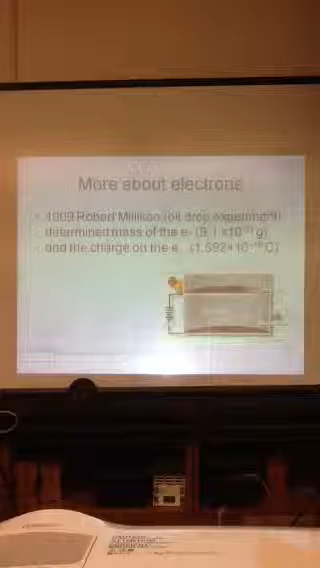 More about electrons
• 1909 Robert Millikan (oil drop experiment)
determined mass of the e- (9.1 ×10 g)
and the charge on the e- (1.592×10 C)